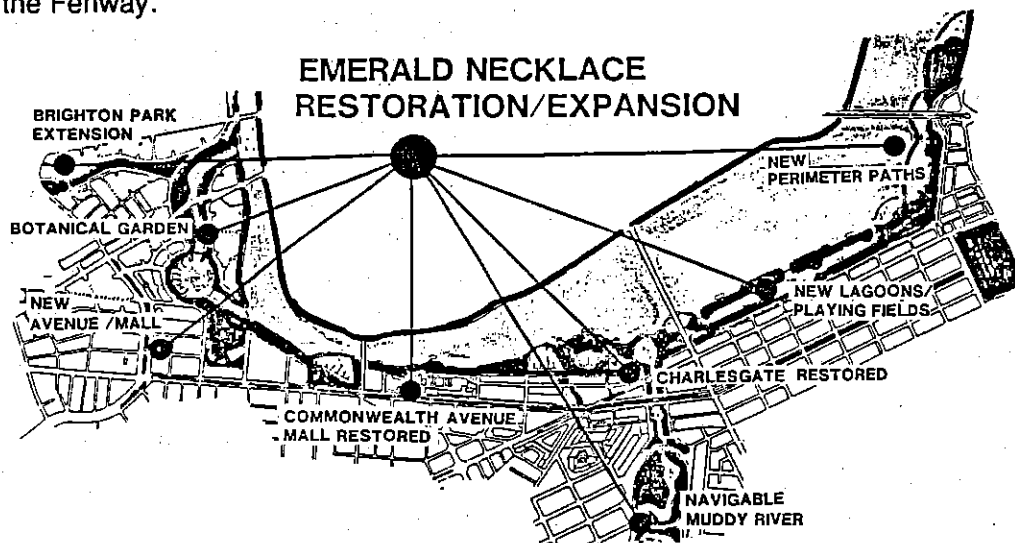 the Fenway.
EMERALD NECKLACE
RESTORATION/EXPANSION
BRIGHTON PARK
EXTENSION
NEW
PERIMETER PATHS
BOTANICAL GARDEN
NEW
AVENUE/MALL
NEW LAGOONS/
PLAYING FIELDS
CHARLESGATE RESTORED
COMMONWEALTH AVENUE
MALL RESTORED
NAVIGABLE
MUDDY RIVER